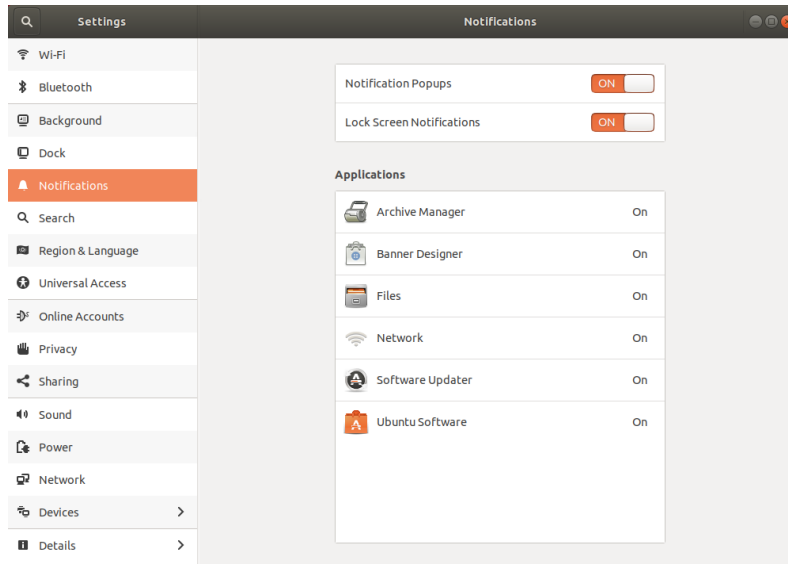 Settings
Notifications
Wi-Fi
Bluetooth
Background
Dock
Notifications
Search
Region & Language
Universal Access
Online Accounts
Privacy
Sharing
Sound
Power
Network
Devices
Details
Notification Popups ON
Lock Screen Notifications ON
Applications
Archive Manager On
Banner Designer On
Files On
Network On
Software Updater On
Ubuntu Software On